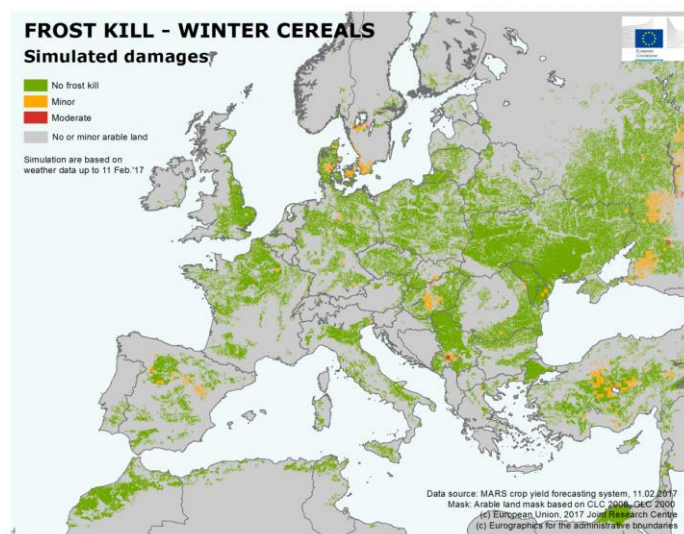 FROST KILL - WINTER CEREALS
Simulated damages
No frost kill
Minor
Moderate
No or minor arable land
Simulation are based on
weather data up to 11 Feb.'17
European
Commission
Data source: MARS crop yield forecasting system, 11.02.2017
Mask: Arable land mask based on CLC 2006, GLC 2000
(c) European Union, 2017 Joint Research Centre
(c) Eurographics for the administrative boundaries